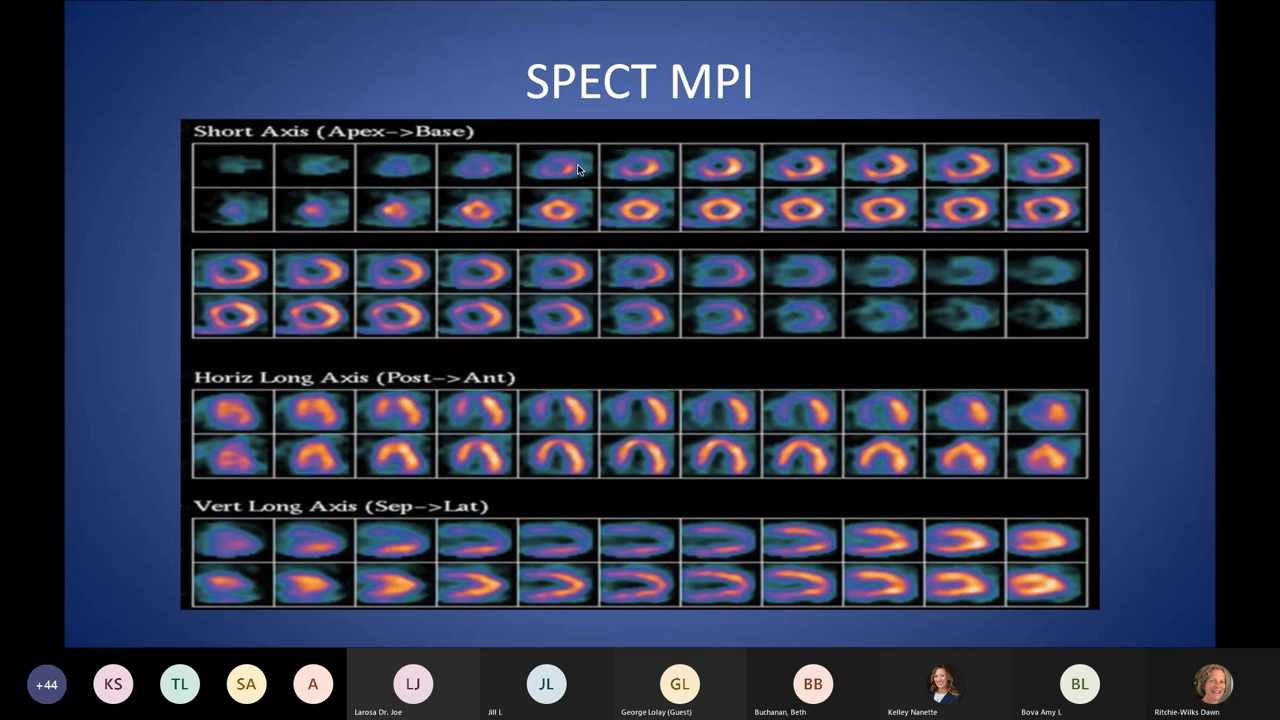 SPECT MPI
Short Axis (Apex->Base)
Horiz Long Axis (Post->Ant)
Vert Long Axis (Sep->Lat)
+44
KS
TL
SA
A
LJ
JL
GL
BB
BL
Larosa Dr. Joe
Jill L
George Lolay (Guest)
Buchanan, Beth
Kelley Nanette
Bova Amy L
Ritchie-Wilks Dawn